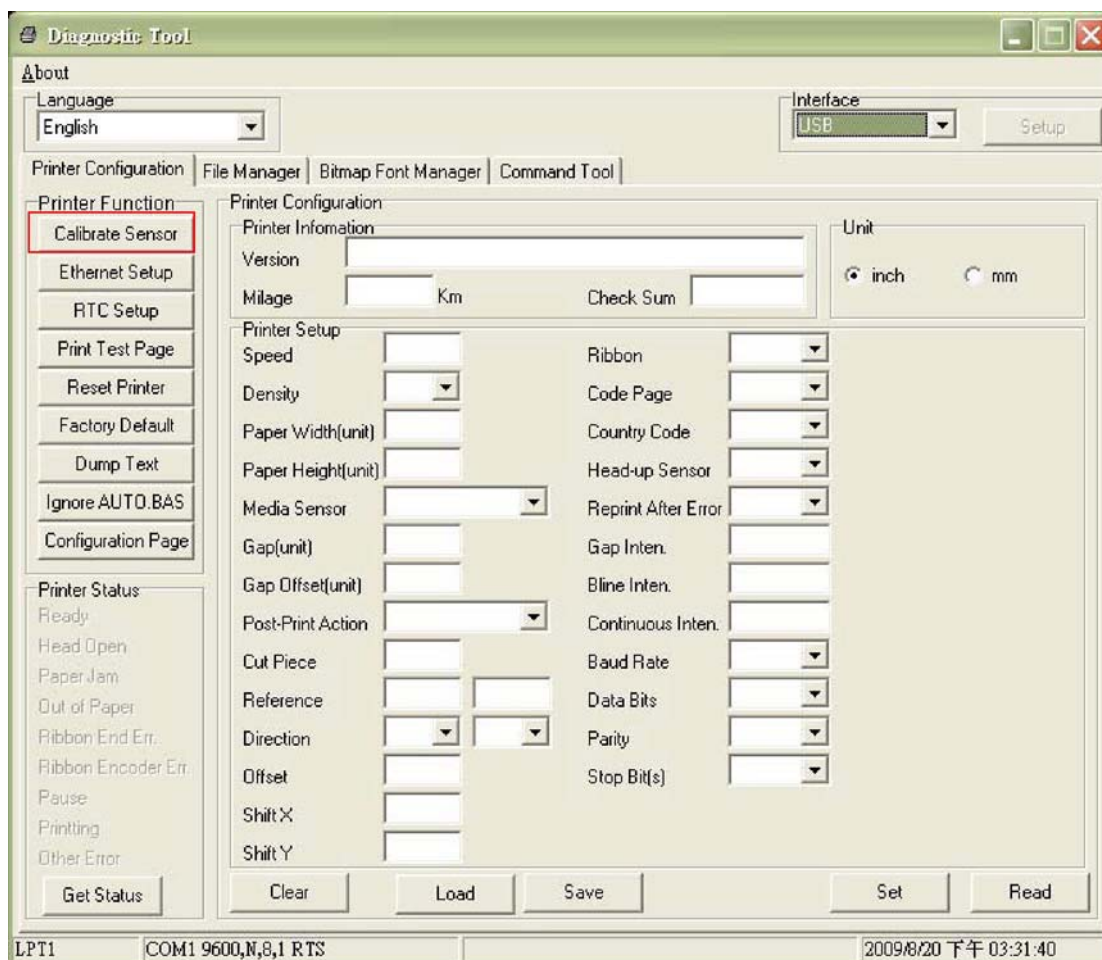 Diagnostic Tool
About
Language
English
Interface
USB
Setup
Printer Configuration
File Manager
Bitmap Font Manager
Command Tool
Printer Function
Calibrate Sensor
Ethernet Setup
RTC Setup
Print Test Page
Reset Printer
Factory Default
Dump Text
Ignore AUTO.BAS
Configuration Page
Printer Status
Ready
Head Open
Paper Jam
Out of Paper
Ribbon End Err.
Ribbon Encoder Err.
Pause
Printting
Other Error
Get Status
Printer Configuration
Printer Infomation
Version
Milage
Km
Check Sum
Unit
inch
mm
Printer Setup
Speed
Density
Paper Width(unit)
Paper Height(unit)
Media Sensor
Gap(unit)
Gap Offset(unit)
Post-Print Action
Cut Piece
Reference
Direction
Offset
Shift X
Shift Y
Ribbon
Code Page
Country Code
Head-up Sensor
Reprint After Error
Gap Inten.
Bline Inten.
Continuous Inten.
Baud Rate
Data Bits
Parity
Stop Bit(s)
Clear
Load
Save
Set
Read
LPT1
COM1 9600,N,8,1 RTS
2009/8/20 下午 03:31:40